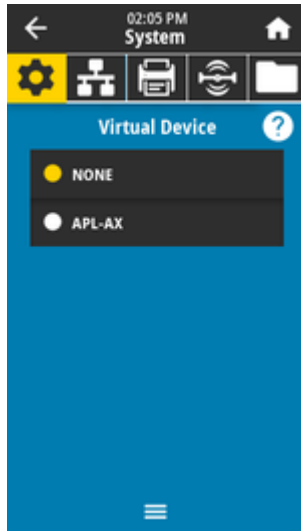 02:05 PM
System
Virtual Device
?
NONE
APL-AX